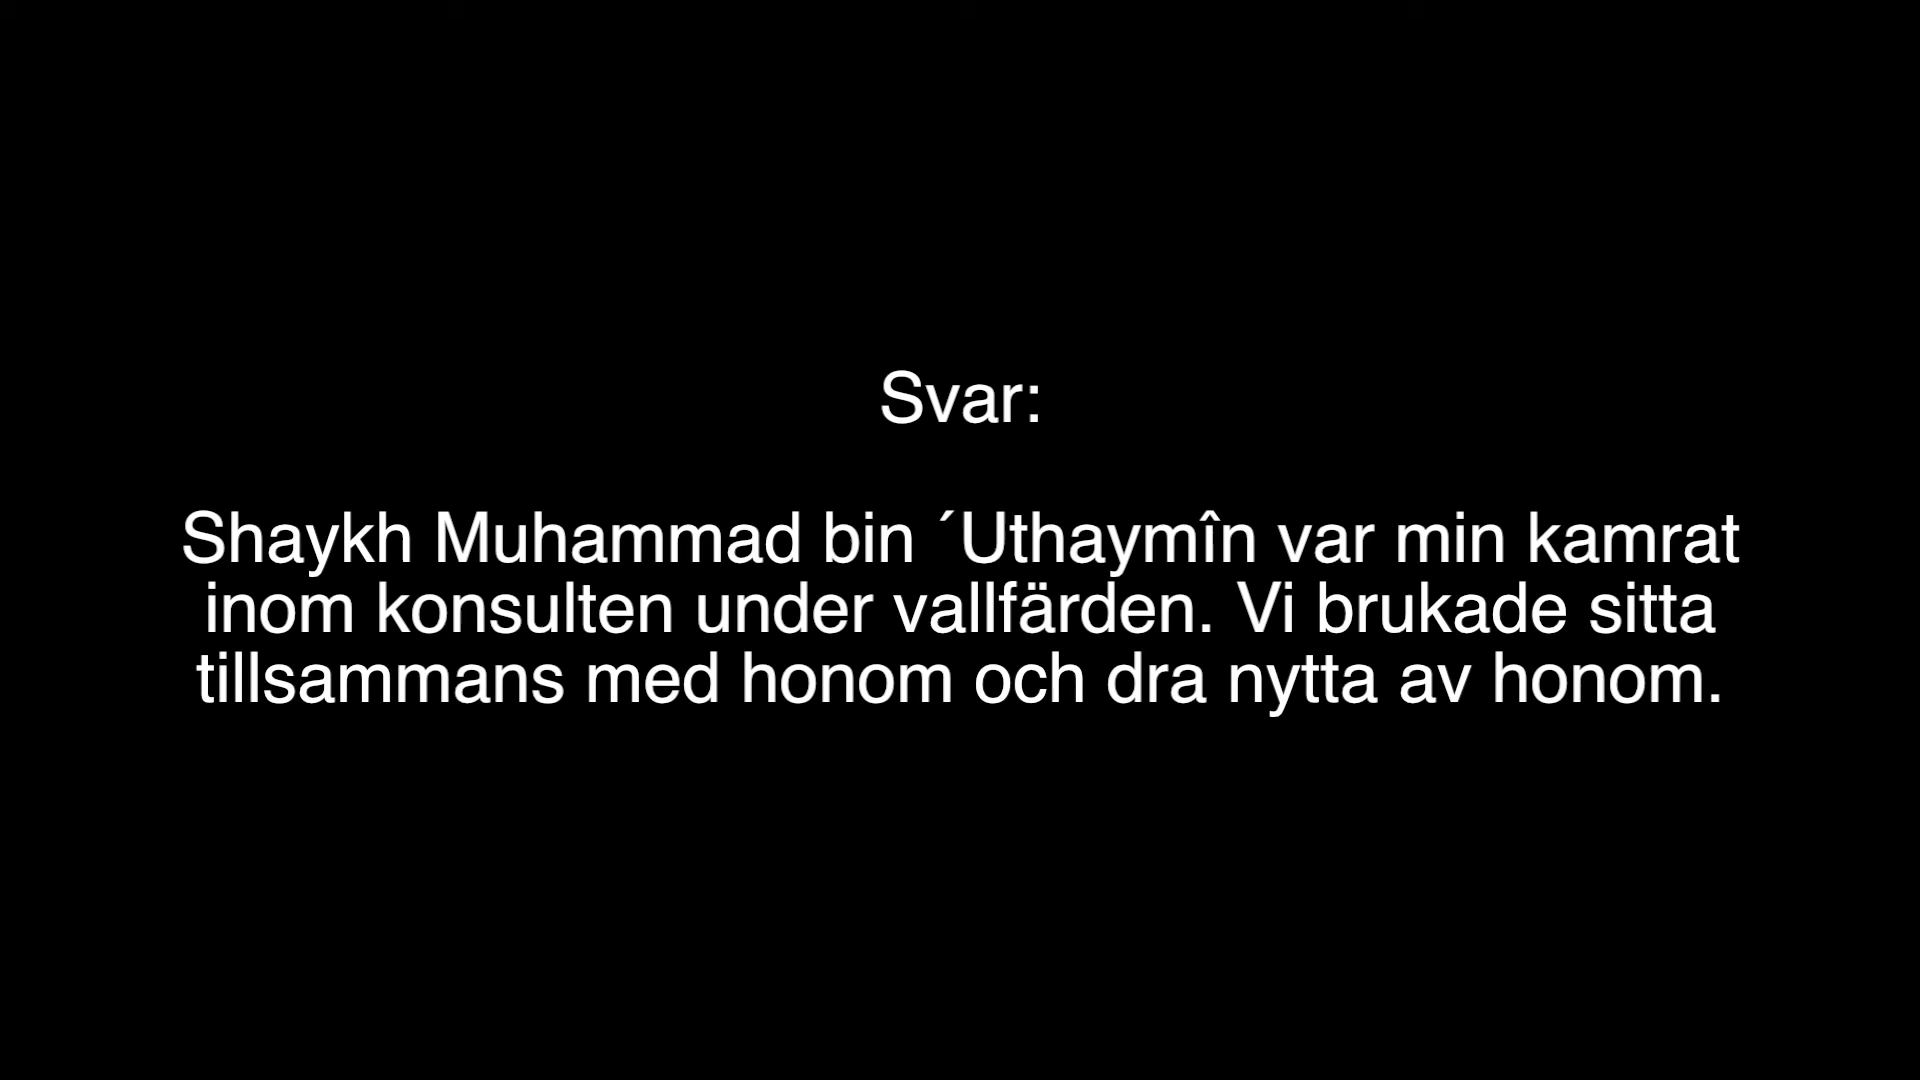 Svar:
Shaykh Muhammad bin ´Uthaymîn var min kamrat
inom konsulten under vallfärden. Vi brukade sitta
tillsammans med honom och dra nytta av honom.